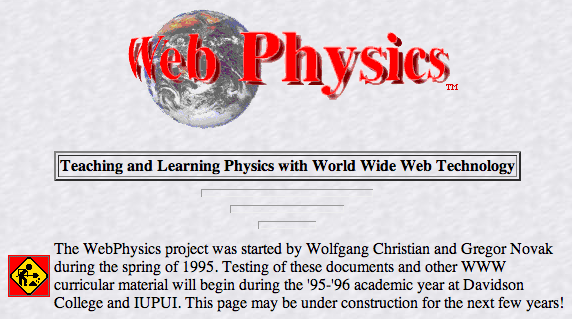 Web Physics TM
Teaching and Learning Physics with World Wide Web Technology
The WebPhysics project was started by Wolfgang Christian and Gregor Novak
during the spring of 1995. Testing of these documents and other WWW
curricular material will begin during the '95-'96 academic year at Davidson
College and IUPUI. This page may be under construction for the next few years!